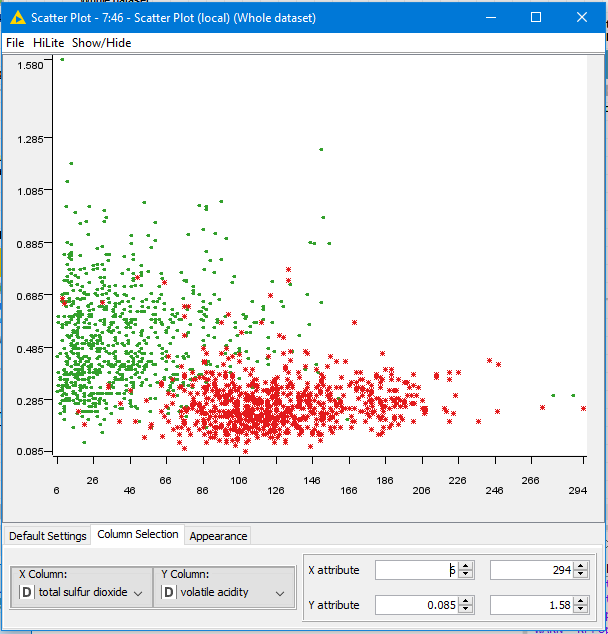 Scatter Plot - 7:46 - Scatter Plot (local) (Whole dataset)
File HiLite Show/Hide
1.580
1.285
1.085
0.885
0.685
0.485
0.285
0.085
6 26 46 66 86 106 126 146 166 186 206 226 246 266 294
Default Settings Column Selection Appearance
X Column: Y Column:
D total sulfur dioxide D volatile acidity
X attribute 6 294
Y attribute 0.085 1.58